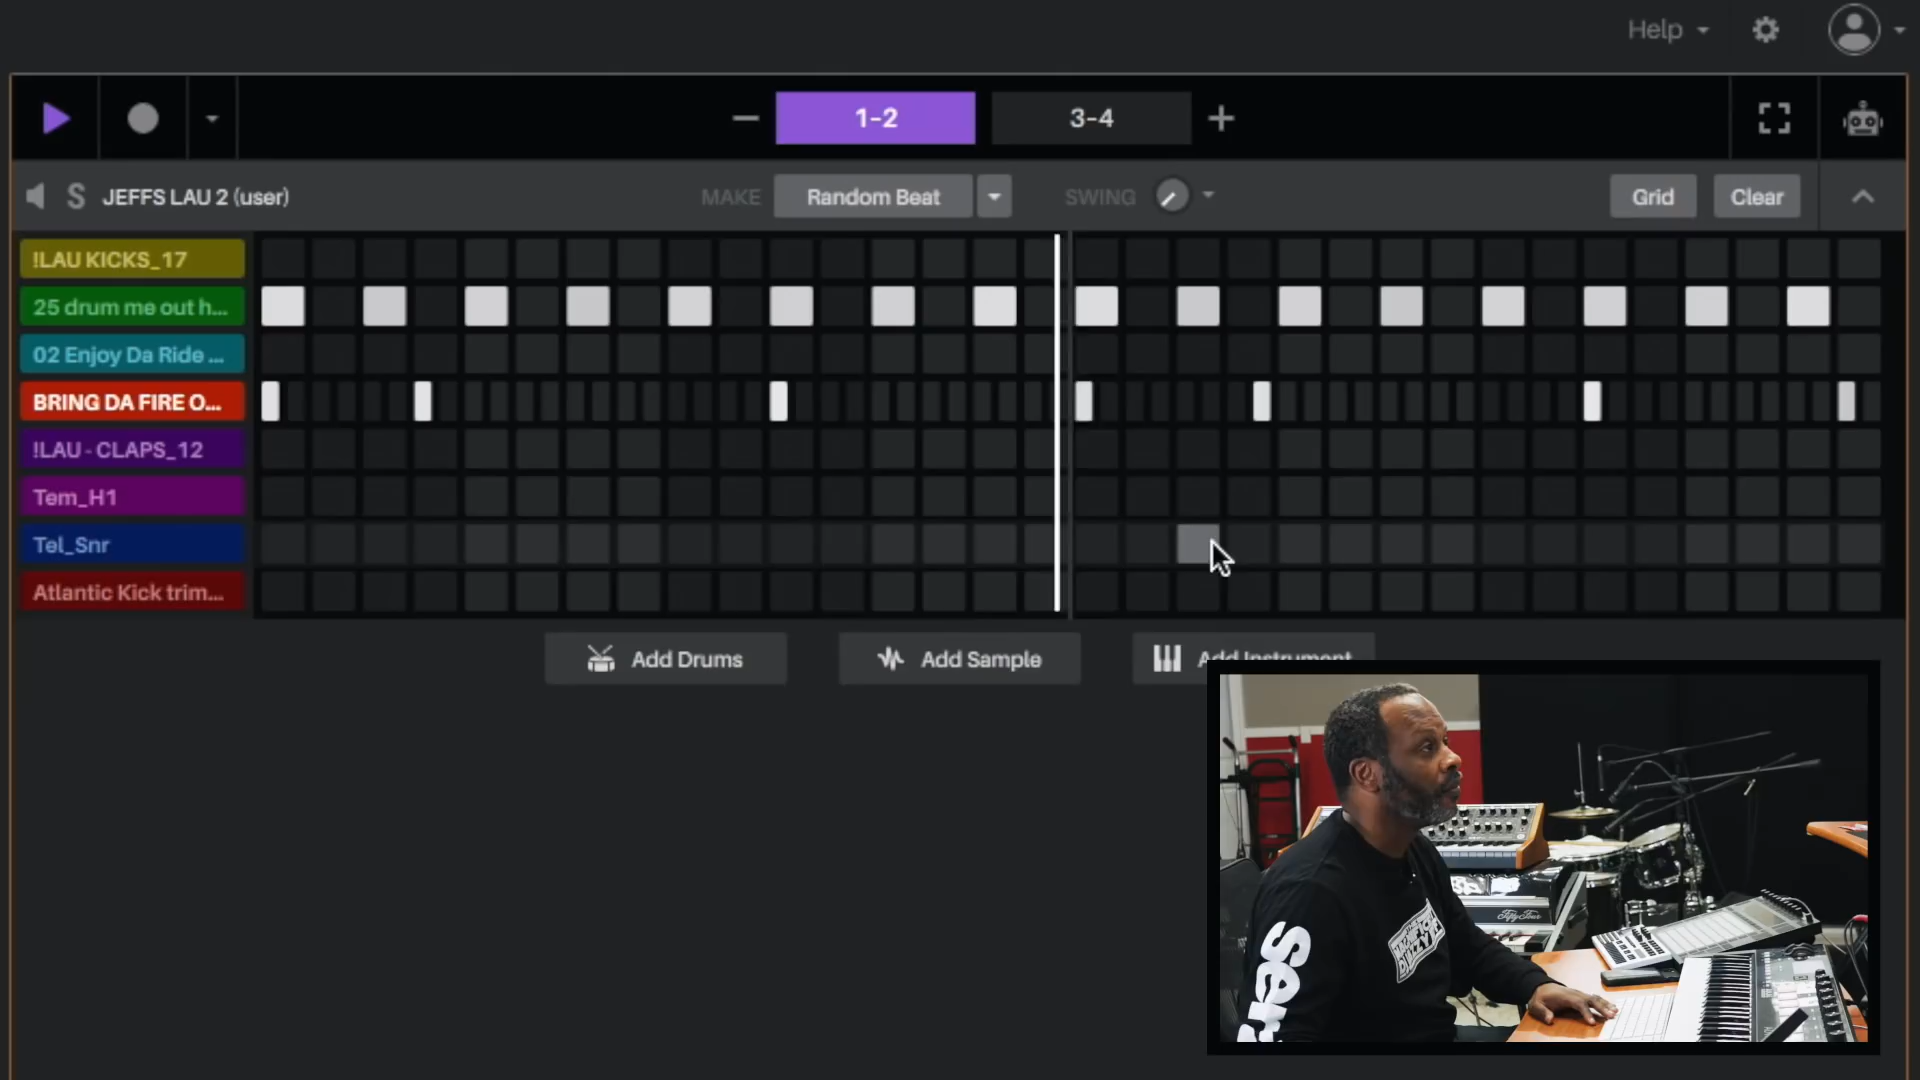 Help
1-2
3-4
S JEFFS LAU 2 (user)
MAKE Random Beat
SWING
Grid Clear
!LAU KICKS_17
25 drum me out h...
02 Enjoy Da Ride ...
BRING DA FIRE O...
!LAU - CLAPS_12
Tem_H1
Tel_Snr
Atlantic Kick trim...
Add Drums
Add Sample
Add Instrument